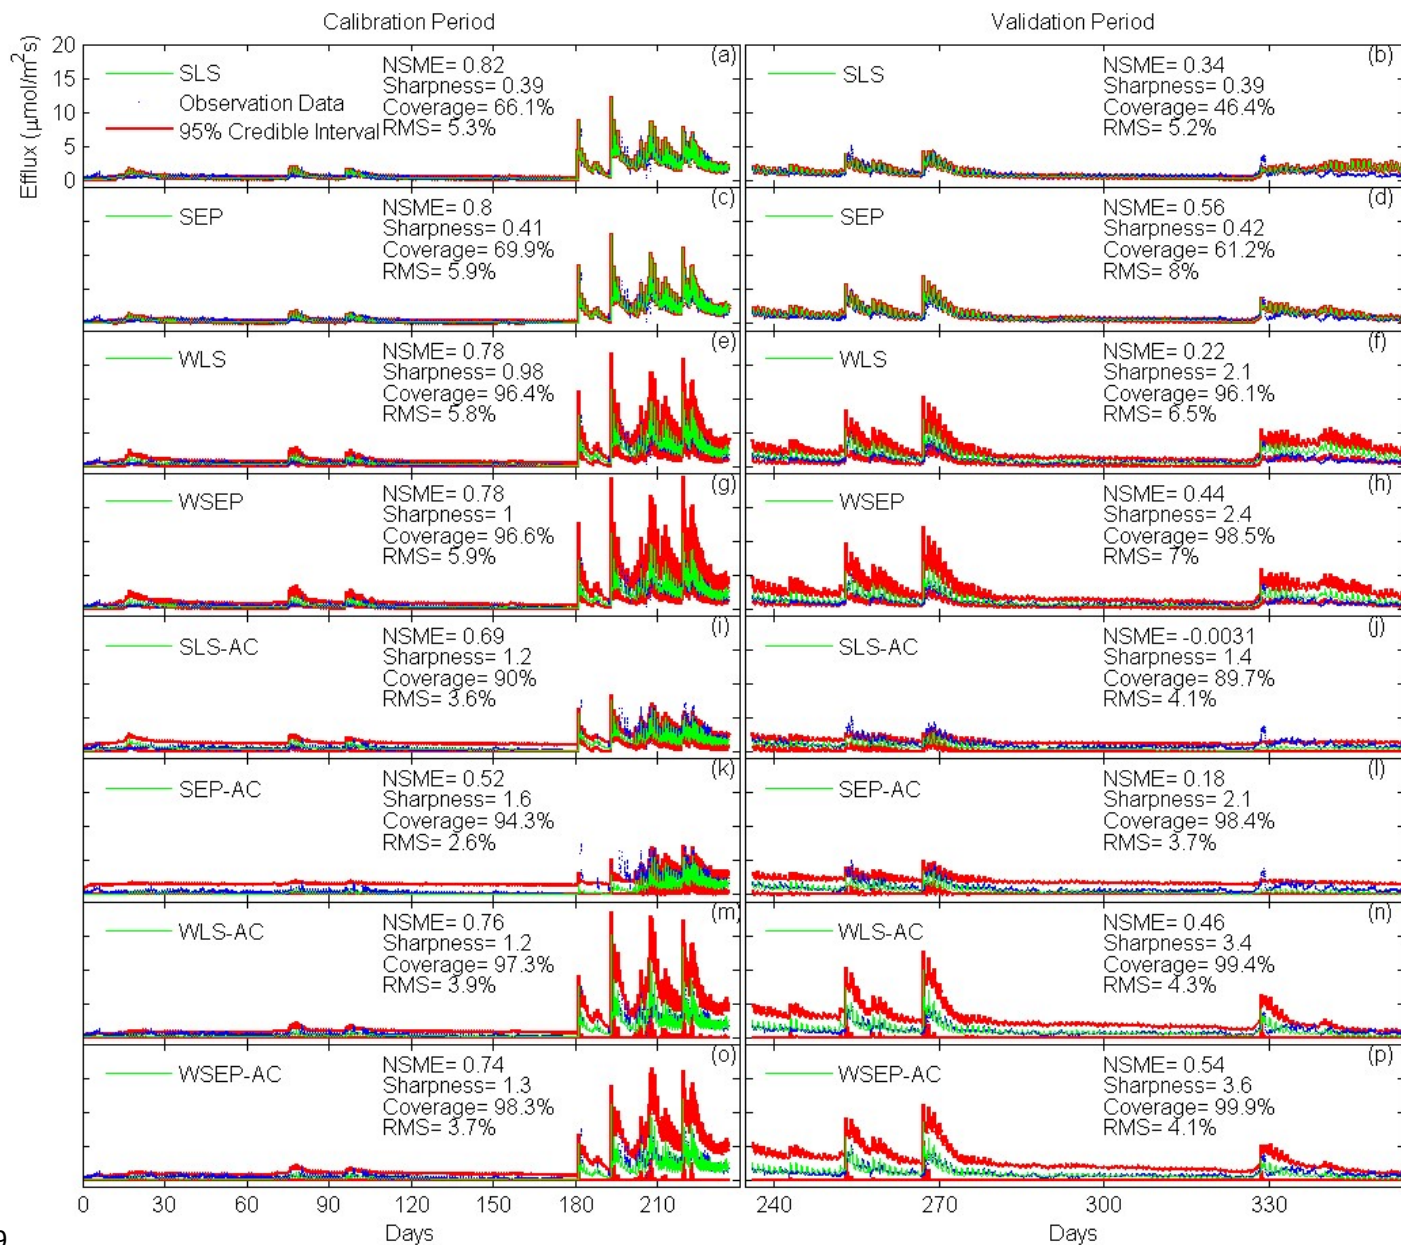 Calibration Period
Validation Period
Efflux (µmol/m²s)
20
15
10
5
0
SLS
Observation Data
95% Credible Interval
NSME= 0.82
Sharpness= 0.39
Coverage= 66.1%
RMS= 5.3%
(a)
SLS
NSME= 0.34
Sharpness= 0.39
Coverage= 46.4%
RMS= 5.2%
(b)
SEP
NSME= 0.8
Sharpness= 0.41
Coverage= 69.9%
RMS= 5.9%
(c)
SEP
NSME= 0.56
Sharpness= 0.42
Coverage= 61.2%
RMS= 8%
(d)
WLS
NSME= 0.78
Sharpness= 0.98
Coverage= 96.4%
RMS= 5.8%
(e)
WLS
NSME= 0.22
Sharpness= 2.1
Coverage= 96.1%
RMS= 6.5%
(f)
WSEP
NSME= 0.78
Sharpness= 1
Coverage= 96.6%
RMS= 5.9%
(g)
WSEP
NSME= 0.44
Sharpness= 2.4
Coverage= 98.5%
RMS= 7%
(h)
SLS-AC
NSME= 0.69
Sharpness= 1.2
Coverage= 90%
RMS= 3.6%
(i)
SLS-AC
NSME= -0.0031
Sharpness= 1.4
Coverage= 89.7%
RMS= 4.1%
(j)
SEP-AC
NSME= 0.52
Sharpness= 1.6
Coverage= 94.3%
RMS= 2.6%
(k)
SEP-AC
NSME= 0.18
Sharpness= 2.1
Coverage= 98.4%
RMS= 3.7%
(l)
WLS-AC
NSME= 0.76
Sharpness= 1.2
Coverage= 97.3%
RMS= 3.9%
(m)
WLS-AC
NSME= 0.46
Sharpness= 3.4
Coverage= 99.4%
RMS= 4.3%
(n)
WSEP-AC
NSME= 0.74
Sharpness= 1.3
Coverage= 98.3%
RMS= 3.7%
(o)
WSEP-AC
NSME= 0.54
Sharpness= 3.6
Coverage= 99.9%
RMS= 4.1%
(p)
0 30 60 90 120 150 180 210
240 270 300 330
Days
Days
9